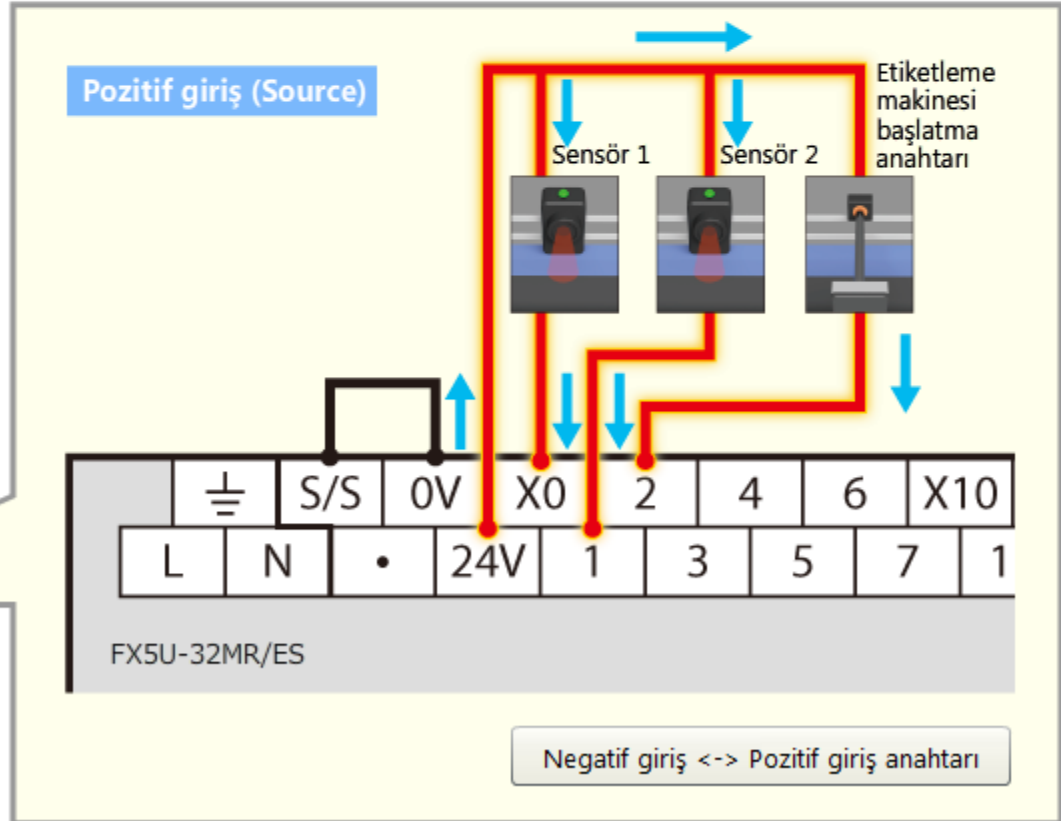 Pozitif giriş (Source)
Etiketleme
makinesi
başlatma
anahtarı
Sensör 1
Sensör 2
S/S 0V X0 2 4 6 X10
L N • 24V 1 3 5 7 1
FX5U-32MR/ES
Negatif giriş <-> Pozitif giriş anahtarı